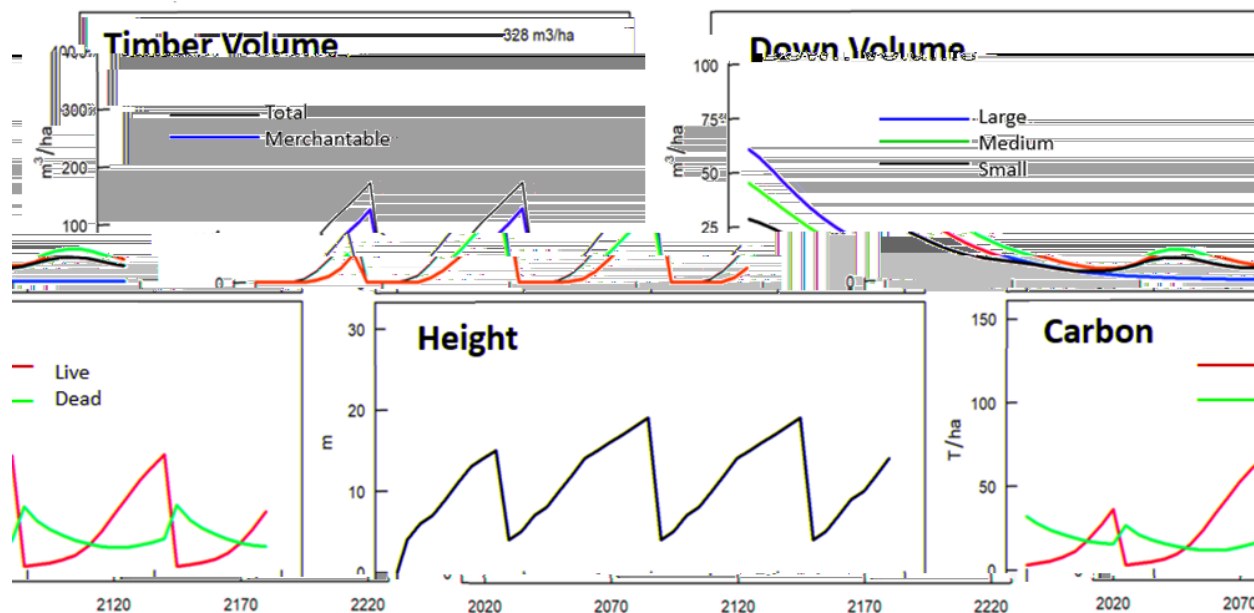 Timber Volume
328 m3/ha
400
300
200
100
0
m³/ha
Total
Merchantable
Down Volume
100
75
50
25
0
m³/ha
Large
Medium
Small
Live
Dead
2120 2170 2220
Height
30
20
10
0
m
2020 2070 2120 2170 2220
Carbon
150
100
50
0
T/ha
2020 2070